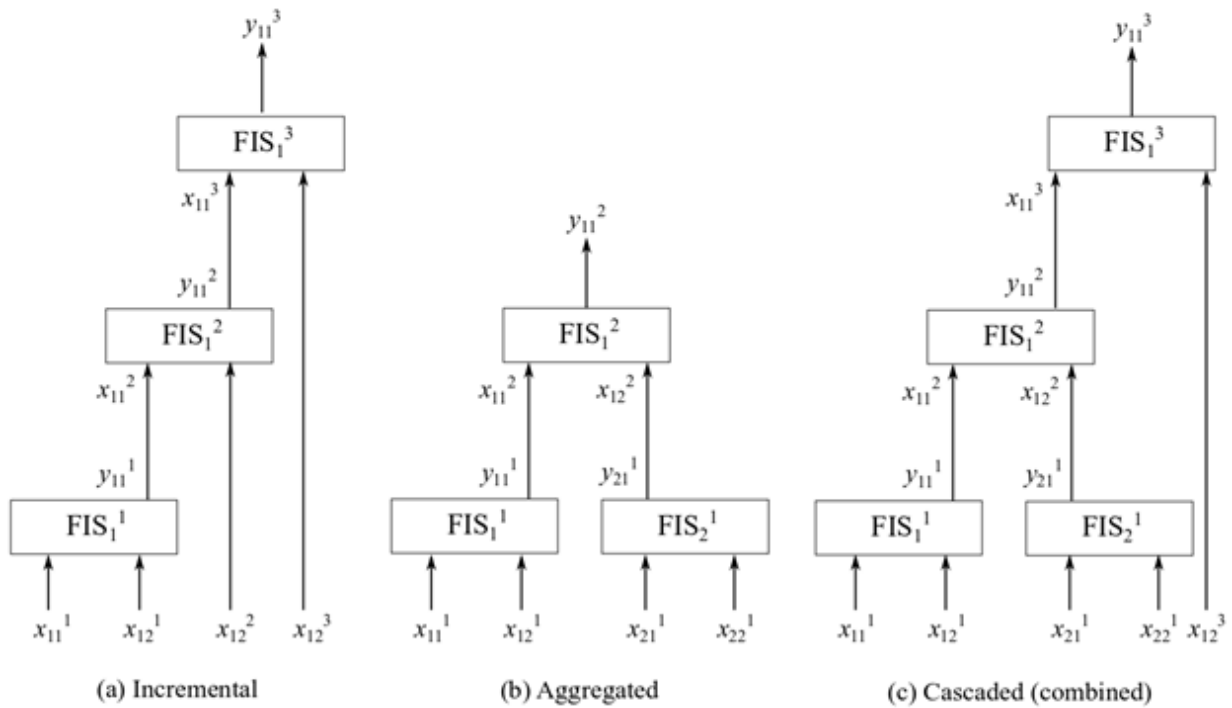 y₁₁³
FIS₁³
x₁₁³
y₁₁²
FIS₁²
x₁₁²
y₁₁¹
FIS₁¹
x₁₁¹ x₁₂¹ x₁₂² x₁₂³
(a) Incremental
y₁₁²
FIS₁²
x₁₁² x₁₂²
y₁₁¹ y₂₁¹
FIS₁¹ FIS₂¹
x₁₁¹ x₁₂¹ x₂₁¹ x₂₂¹
(b) Aggregated
y₁₁³
FIS₁³
x₁₁³
y₁₁²
FIS₁²
x₁₁² x₁₂²
y₁₁¹ y₂₁¹
FIS₁¹ FIS₂¹
x₁₁¹ x₁₂¹ x₂₁¹ x₂₂¹ x₁₂³
(c) Cascaded (combined)